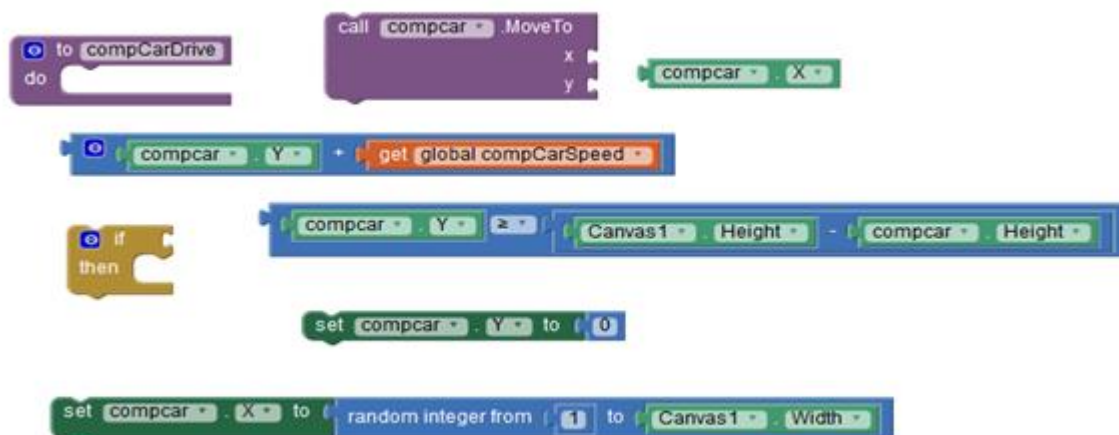 to compCarDrive
do
call compcar .MoveTo
x
y
compcar . X
compcar . Y + get global compCarSpeed
if
then
compcar . Y ≥ Canvas1 . Height - compcar . Height
set compcar . Y to 0
set compcar . X to random integer from 1 to Canvas1 . Width